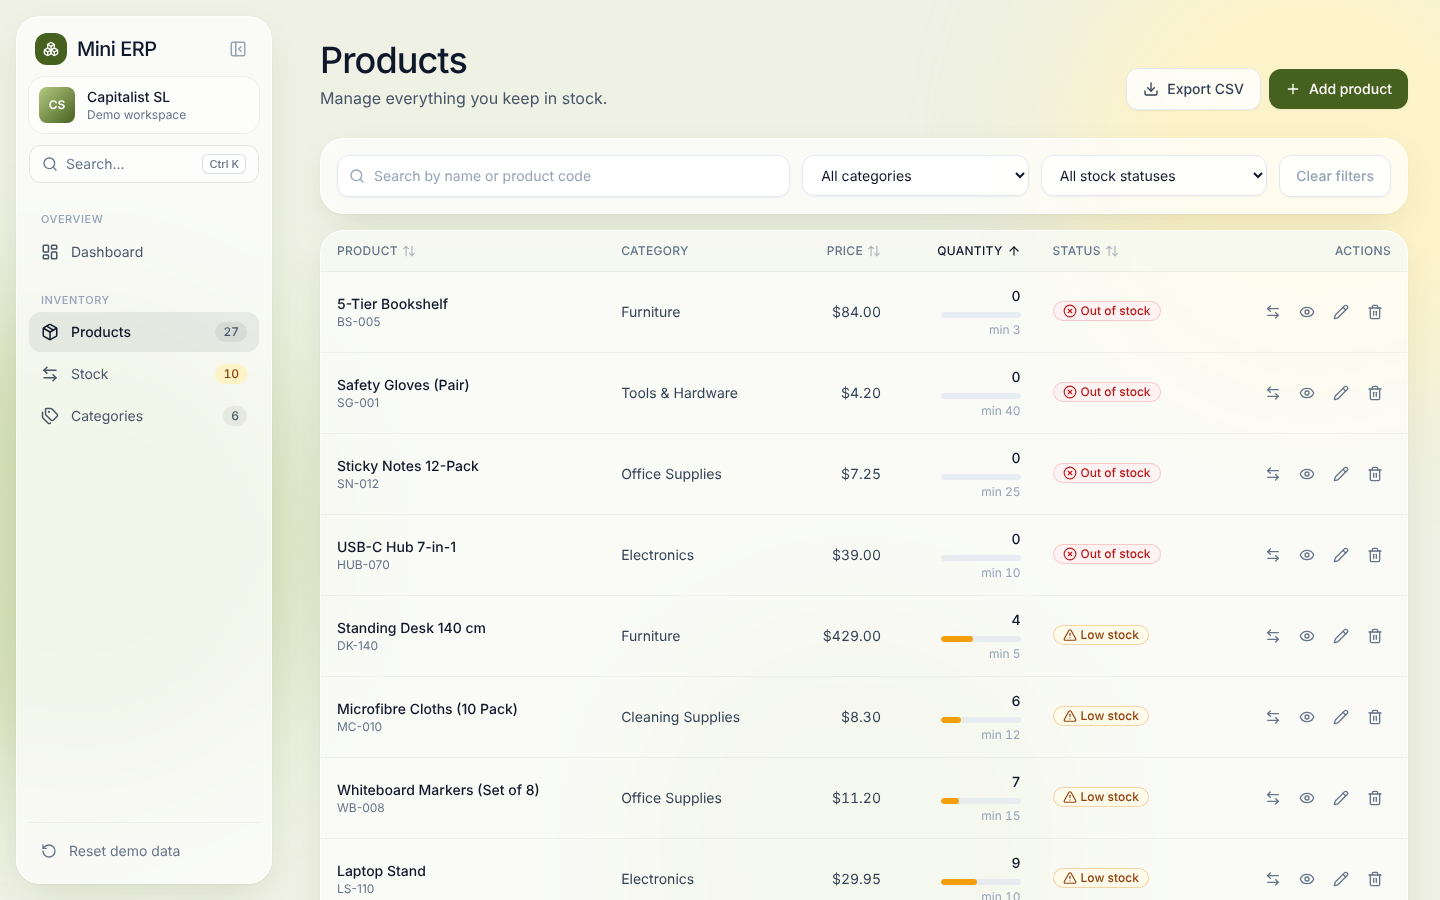 Mini ERP
CS
Capitalist SL
Demo workspace
Search...
Ctrl K
OVERVIEW
Dashboard
INVENTORY
Products 27
Stock 10
Categories 6
Reset demo data
Products
Manage everything you keep in stock.
Export CSV
Add product
Search by name or product code
All categories
All stock statuses
Clear filters
PRODUCT CATEGORY PRICE QUANTITY STATUS ACTIONS
5-Tier Bookshelf
BS-005
Furniture
$84.00
0
min 3
Out of stock
Safety Gloves (Pair)
SG-001
Tools & Hardware
$4.20
0
min 40
Out of stock
Sticky Notes 12-Pack
SN-012
Office Supplies
$7.25
0
min 25
Out of stock
USB-C Hub 7-in-1
HUB-070
Electronics
$39.00
0
min 10
Out of stock
Standing Desk 140 cm
DK-140
Furniture
$429.00
4
min 5
Low stock
Microfibre Cloths (10 Pack)
MC-010
Cleaning Supplies
$8.30
6
min 12
Low stock
Whiteboard Markers (Set of 8)
WB-008
Office Supplies
$11.20
7
min 15
Low stock
Laptop Stand
LS-110
Electronics
$29.95
9
min 10
Low stock